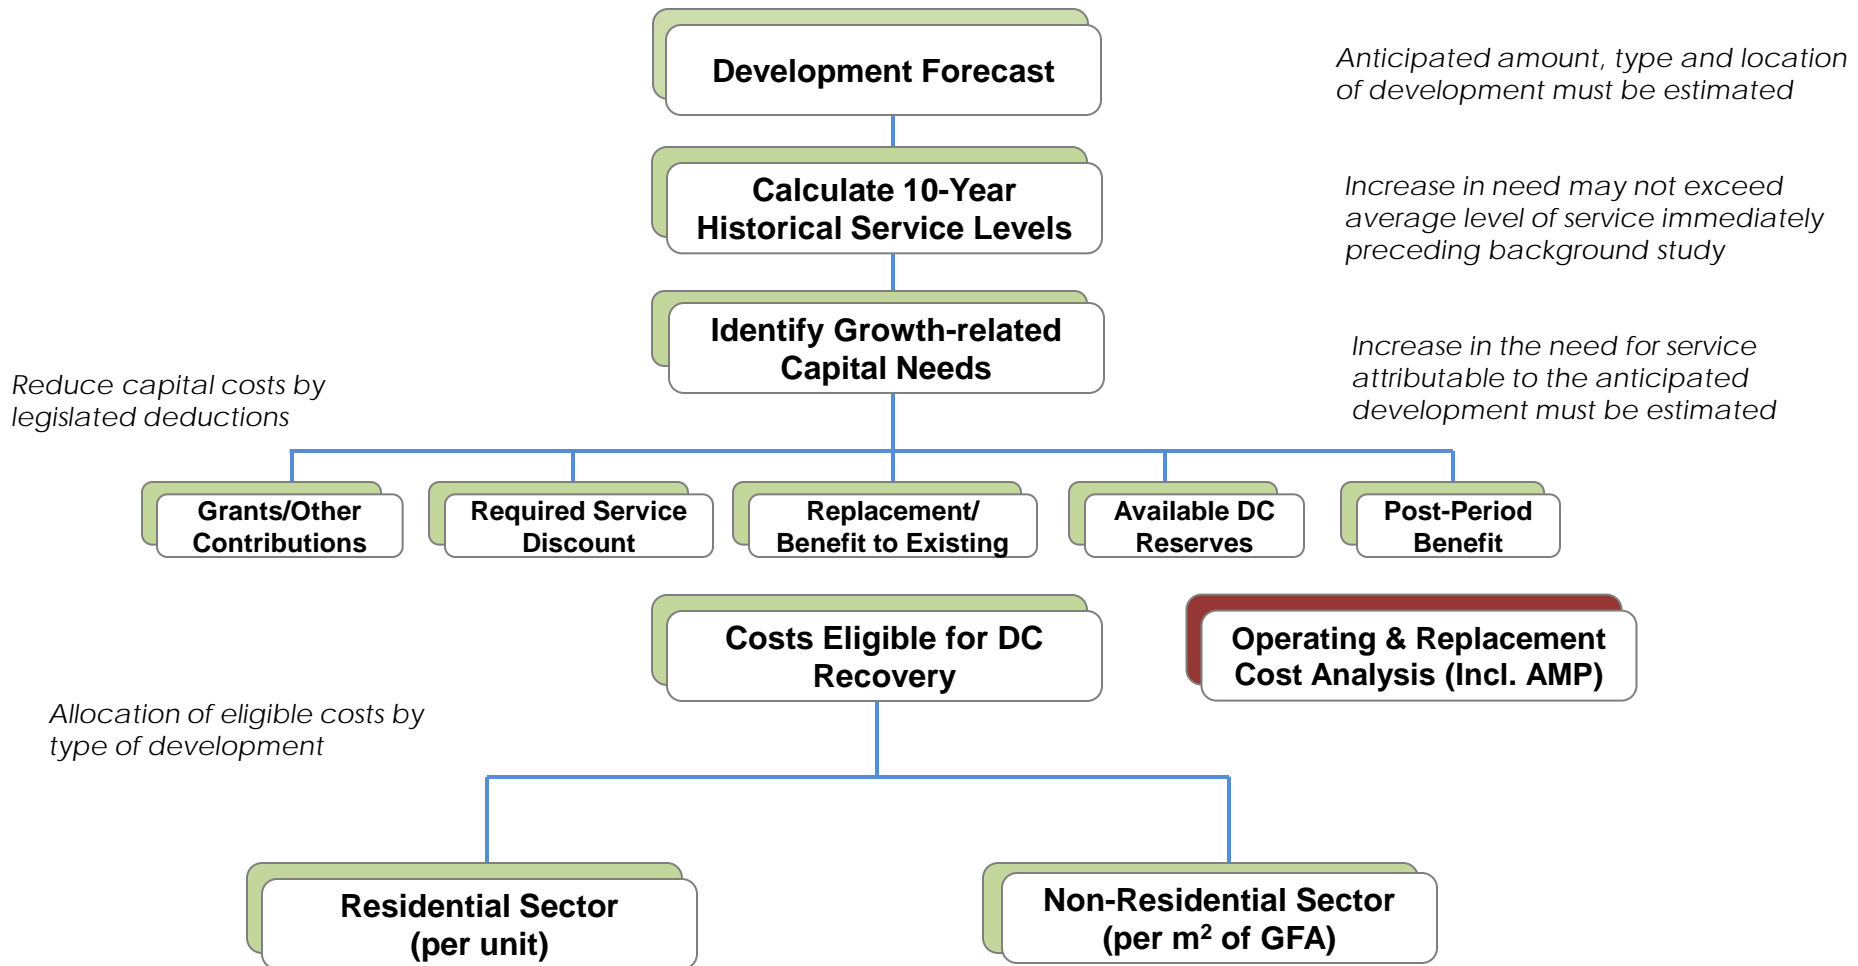 Development Forecast
Anticipated amount, type and location
of development must be estimated
Calculate 10-Year
Historical Service Levels
Increase in need may not exceed
average level of service immediately
preceding background study
Identify Growth-related
Capital Needs
Increase in the need for service
attributable to the anticipated
development must be estimated
Reduce capital costs by
legislated deductions
Grants/Other
Contributions
Required Service
Discount
Replacement/
Benefit to Existing
Available DC
Reserves
Post-Period
Benefit
Costs Eligible for DC
Recovery
Operating & Replacement
Cost Analysis (Incl. AMP)
Allocation of eligible costs by
type of development
Residential Sector
(per unit)
Non-Residential Sector
(per m² of GFA)